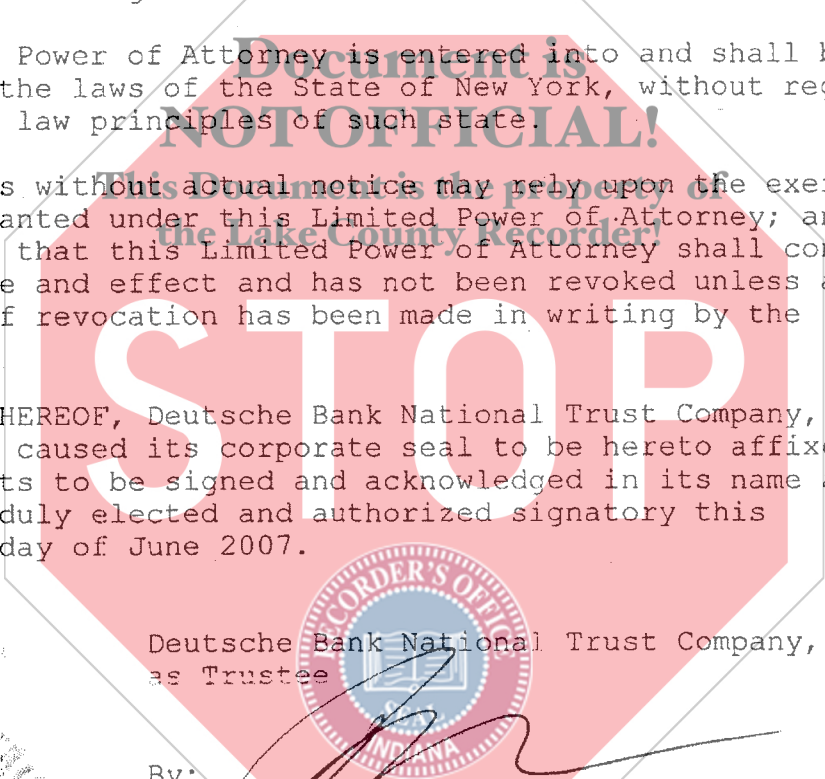 Power of Attorney is entered into and shall b
the laws of the State of New York, without reg
law principles of such state.
s without actual notice may rely upon the exer
anted under this Limited Power of Attorney; an
that this Limited Power of Attorney shall con
e and effect and has not been revoked unless a
f revocation has been made in writing by the
HEREOF, Deutsche Bank National Trust Company,
caused its corporate seal to be hereto affixe
ts to be signed and acknowledged in its name a
duly elected and authorized signatory this
day of June 2007.
Deutsche Bank National Trust Company,
as Trustee
By:
Document is
NOT OFFICIAL!
This Document is the property of
the Lake County Recorder!
STOP
RECORDER'S OFFICE
SEAL
INDIANA